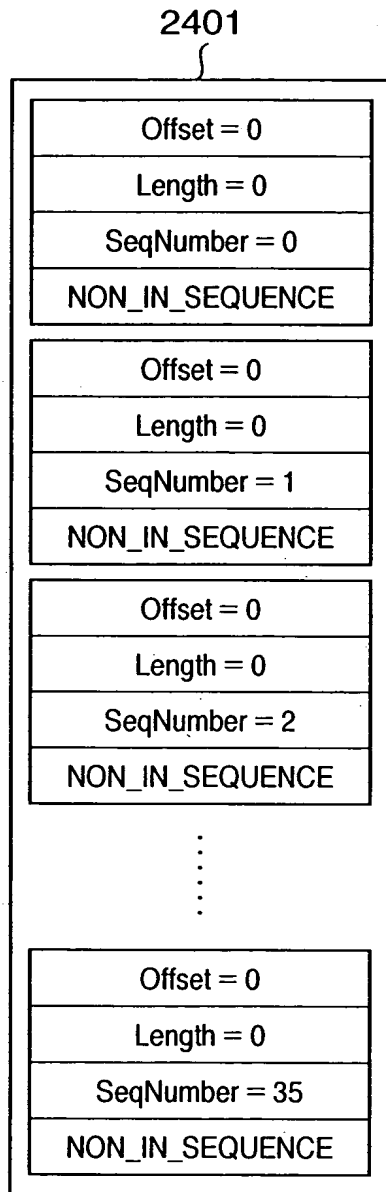 2401
Offset = 0
Length = 0
SeqNumber = 0
NON_IN_SEQUENCE
Offset = 0
Length = 0
SeqNumber = 1
NON_IN_SEQUENCE
Offset = 0
Length = 0
SeqNumber = 2
NON_IN_SEQUENCE
......
Offset = 0
Length = 0
SeqNumber = 35
NON_IN_SEQUENCE